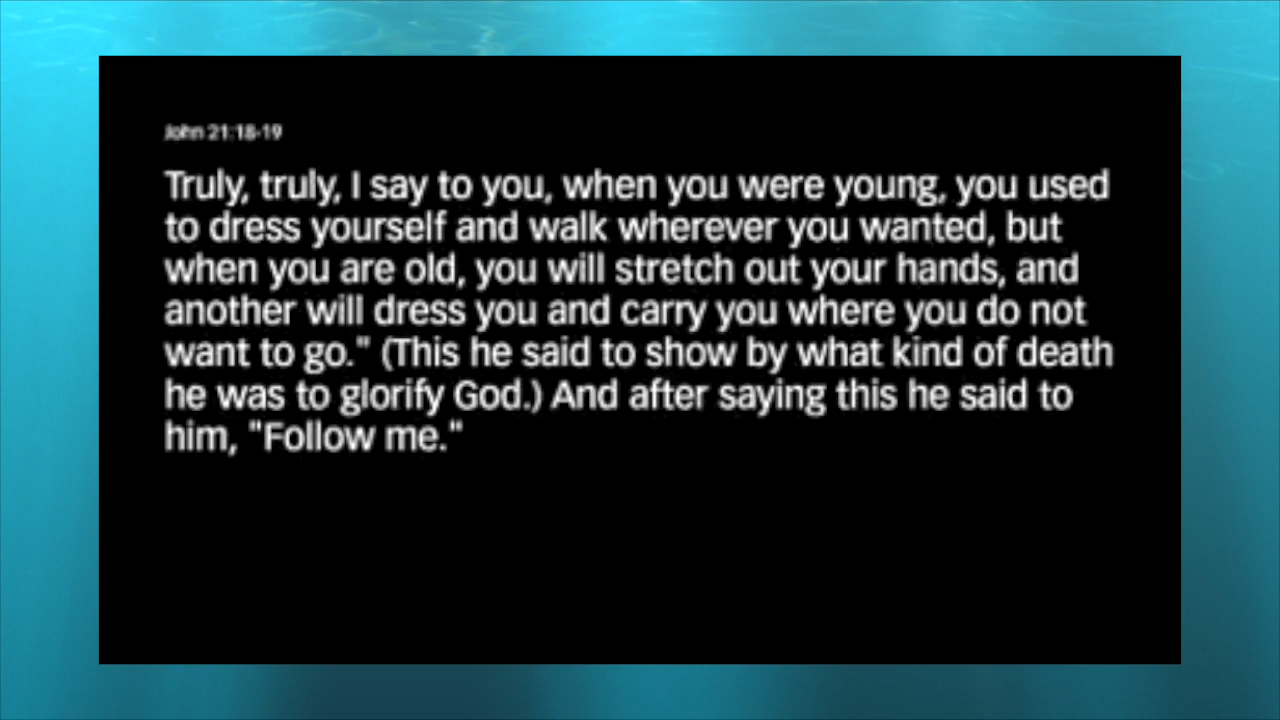 John 21:18-19
Truly, truly, I say to you, when you were young, you used
to dress yourself and walk wherever you wanted, but
when you are old, you will stretch out your hands, and
another will dress you and carry you where you do not
want to go." (This he said to show by what kind of death
he was to glorify God.) And after saying this he said to
him, "Follow me."